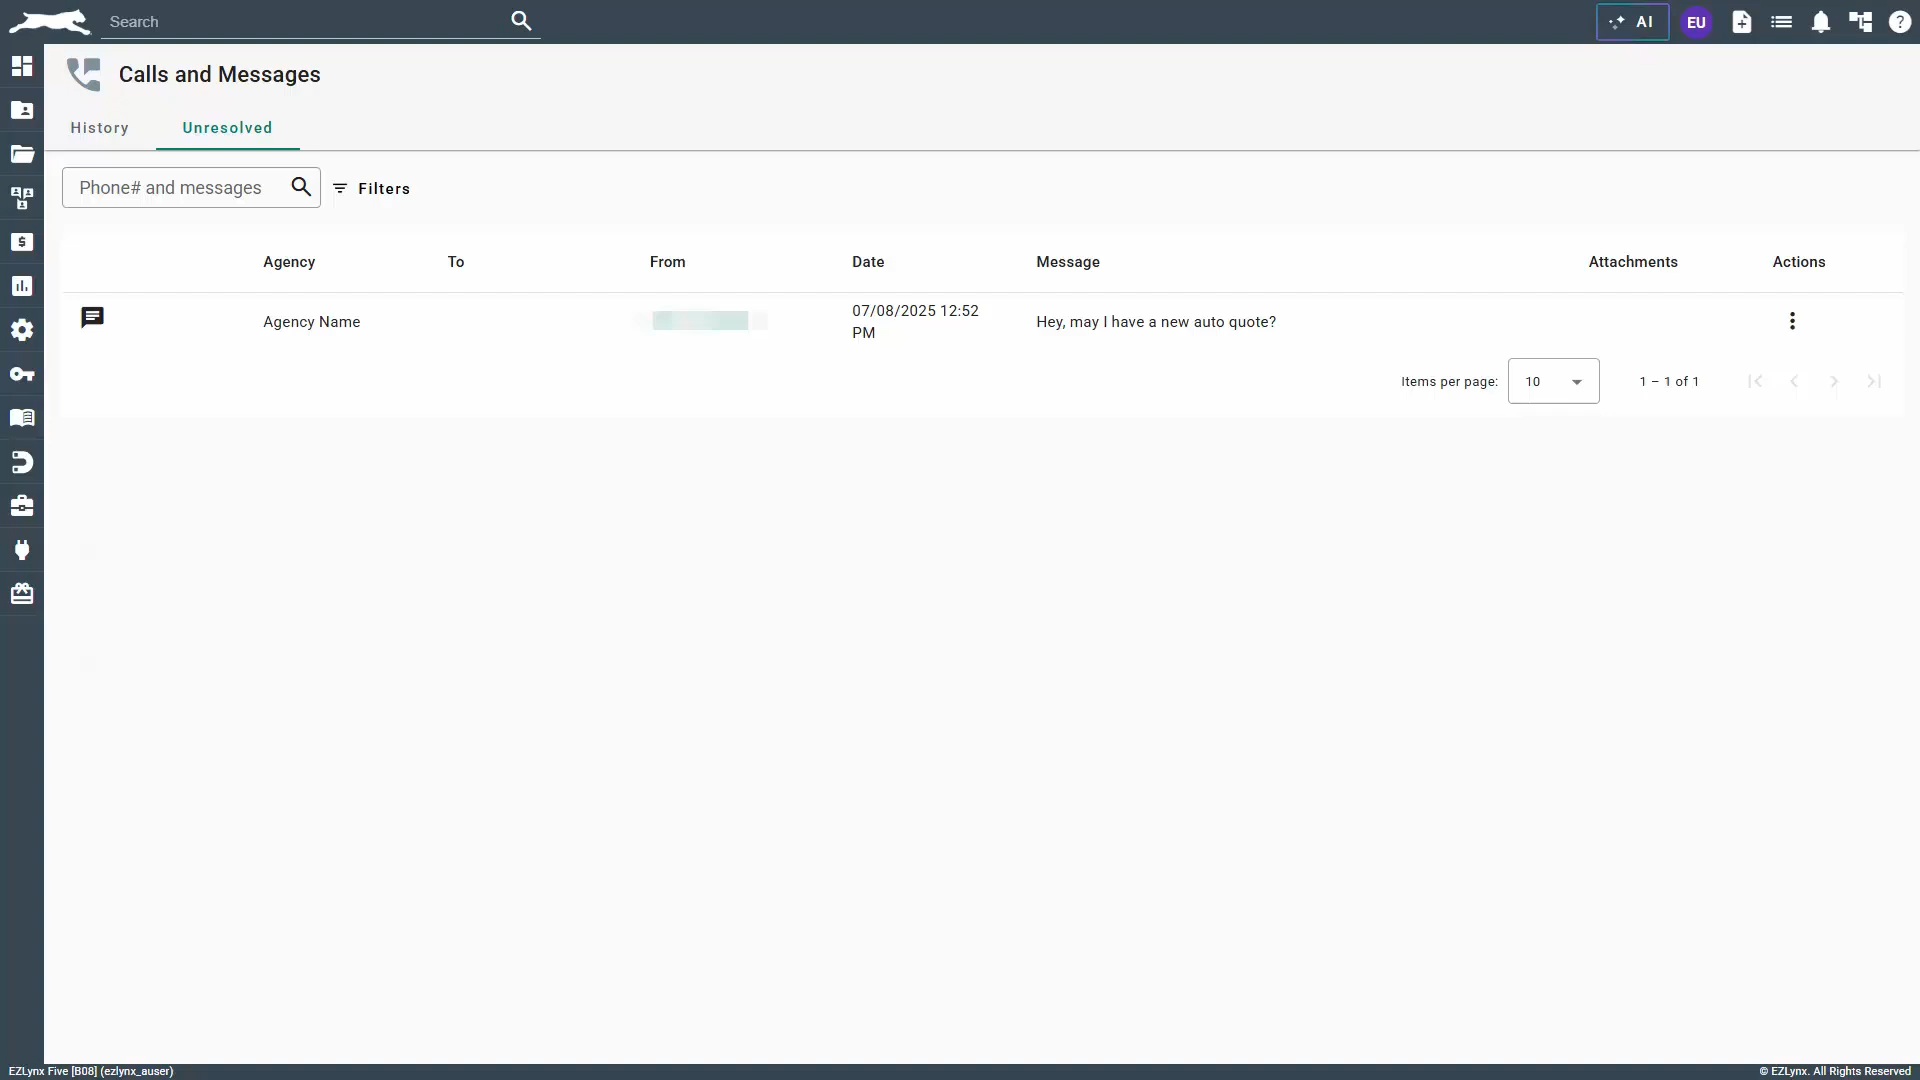 Search
AI
EU
Calls and Messages
History
Unresolved
Phone# and messages
Filters
Agency
To
From
Date
Message
Attachments
Actions
Agency Name
07/08/2025 12:52
PM
Hey, may I have a new auto quote?
Items per page:
10
1 – 1 of 1
EZLynx Five [B08] (ezlynx_auser)
© EZLynx. All Rights Reserved